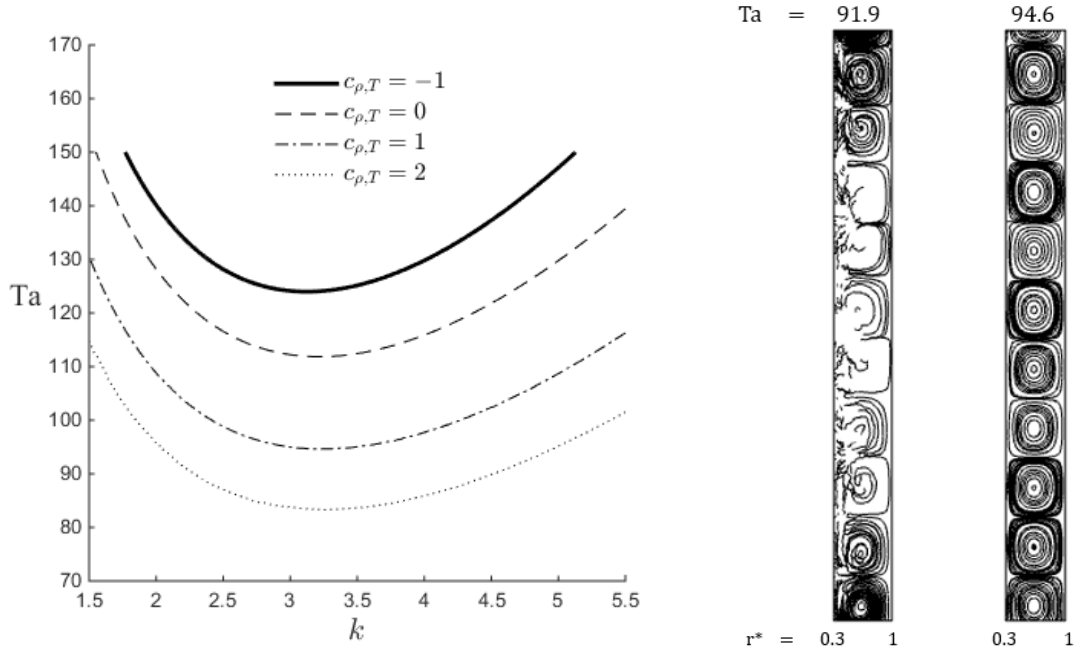 170
160
150
140
130
120
110
100
90
80
70
Ta
1.5 2 2.5 3 3.5 4 4.5 5 5.5
k
c_{ρ,T} = −1
c_{ρ,T} = 0
c_{ρ,T} = 1
c_{ρ,T} = 2
Ta = 91.9 94.6
r* = 0.3 1 0.3 1